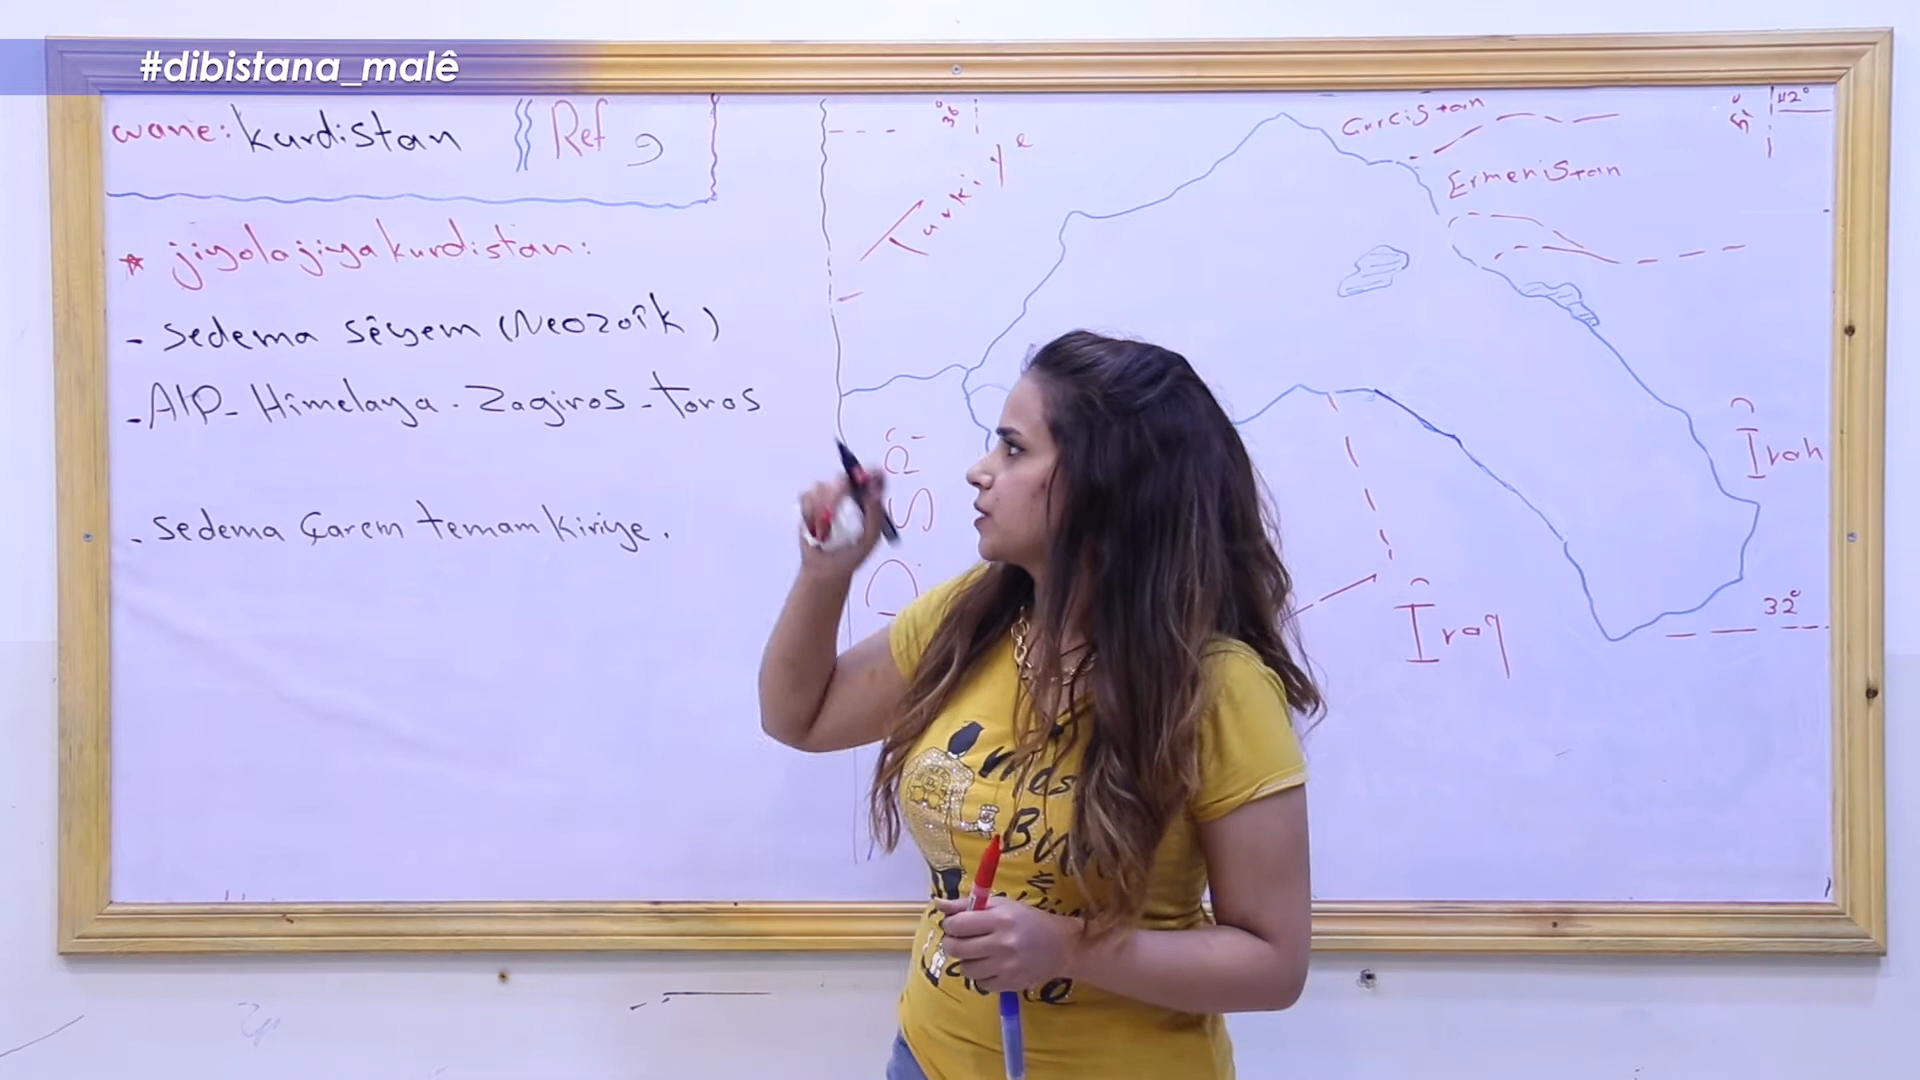 #dibistana_malê
wane: kurdistan
Ref 9
* jiyolojiya kurdistan:
- sedema sêyem (Neozoîk)
- Alp - Himelaya - Zagiros - toros
- sedema çarem temam kiriye.
36°
Turkiye
Gurcistan
Ermenistan
42°
Îran
32°
Îraq